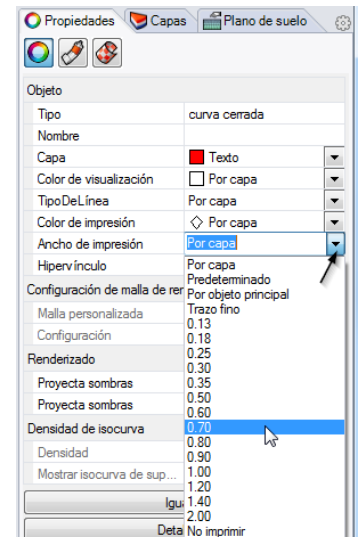 Propiedades Capas Plano de suelo
Objeto
Tipo curva cerrada
Nombre
Capa Texto
Color de visualización Por capa
TipoDeLínea Por capa
Color de impresión Por capa
Ancho de impresión Por capa
Hipervínculo Por capa
Predeterminado
Configuración de malla de rer Por objeto principal
Malla personalizada Trazo fino
0.13
Configuración 0.18
0.25
Renderizado 0.30
Proyecta sombras 0.35
0.50
Proyecta sombras 0.60
Densidad de isocurva 0.70
0.80
Densidad 0.90
Mostrar isocurva de sup... 1.00
1.20
Igu 1.40
2.00
Deta No imprimir